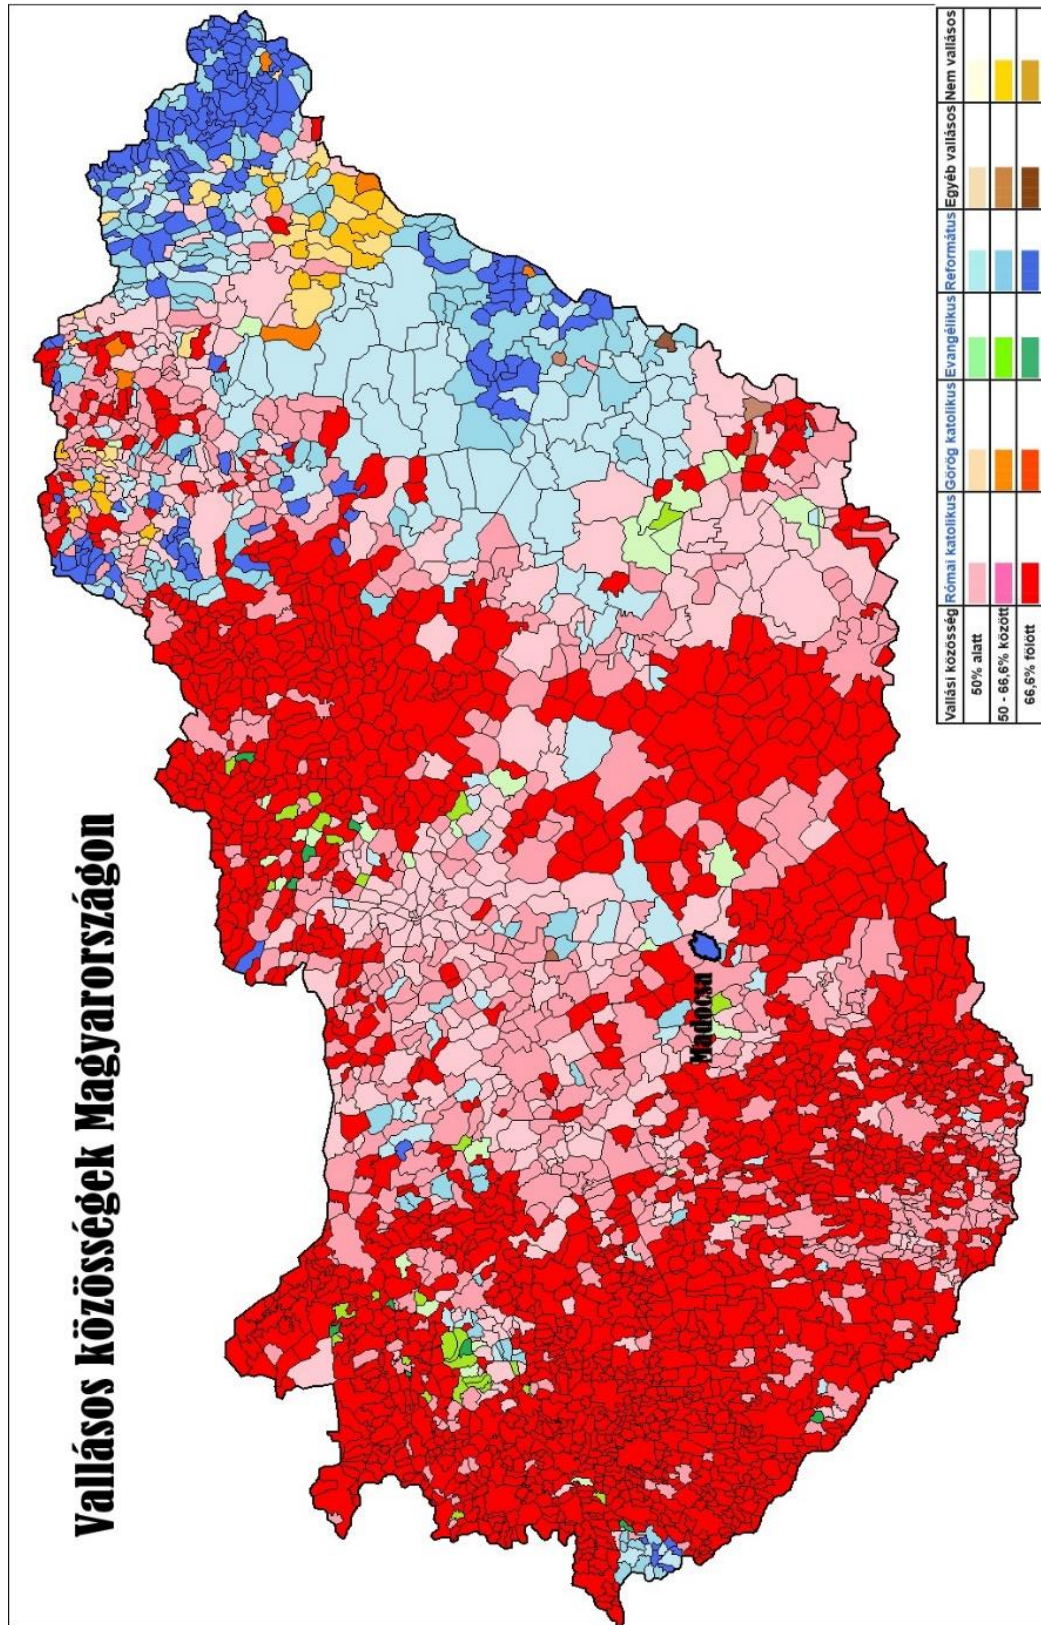 Vallásos közösségek Magyarországon
Madocsa
Vallási közösség Római katolikus Görög katolikus Evangélikus Református Egyéb vallásos Nem vallásos
50% alatt
50 - 66,6% között
66,6% fölött